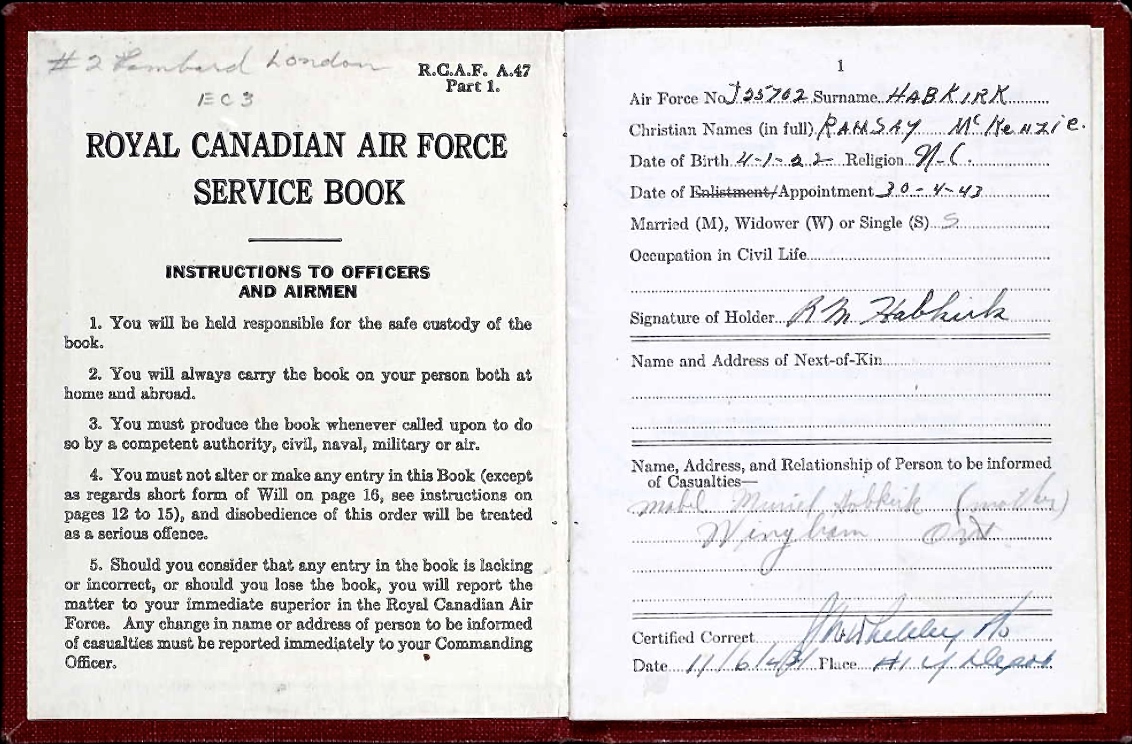 # 2 Lombard London
EC3
R.C.A.F. A.47
Part 1.
ROYAL CANADIAN AIR FORCE
SERVICE BOOK
INSTRUCTIONS TO OFFICERS
AND AIRMEN
1. You will be held responsible for the safe custody of the
book.
2. You will always carry the book on your person both at
home and abroad.
3. You must produce the book whenever called upon to do
so by a competent authority, civil, naval, military or air.
4. You must not alter or make any entry in this Book (except
as regards short form of Will on page 16, see instructions on
pages 12 to 15), and disobedience of this order will be treated
as a serious offence.
5. Should you consider that any entry in the book is lacking
or incorrect, or should you lose the book, you will report the
matter to your immediate superior in the Royal Canadian Air
Force. Any change in name or address of person to be informed
of casualties must be reported immediately to your Commanding
Officer.
1
Air Force No. J25702 Surname HABKIRK
Christian Names (in full) RAMSAY McKenzie.
Date of Birth 4-1-22 Religion
Date of Enlistment/Appointment 30-4-43
Married (M), Widower (W) or Single (S) S
Occupation in Civil Life
Signature of Holder R M Habkirk
Name and Address of Next-of-Kin
Name, Address, and Relationship of Person to be informed
of Casualties—
Mabel Muriel Habkirk (mother)
Wingham Ont
Certified Correct
Date Place Depot